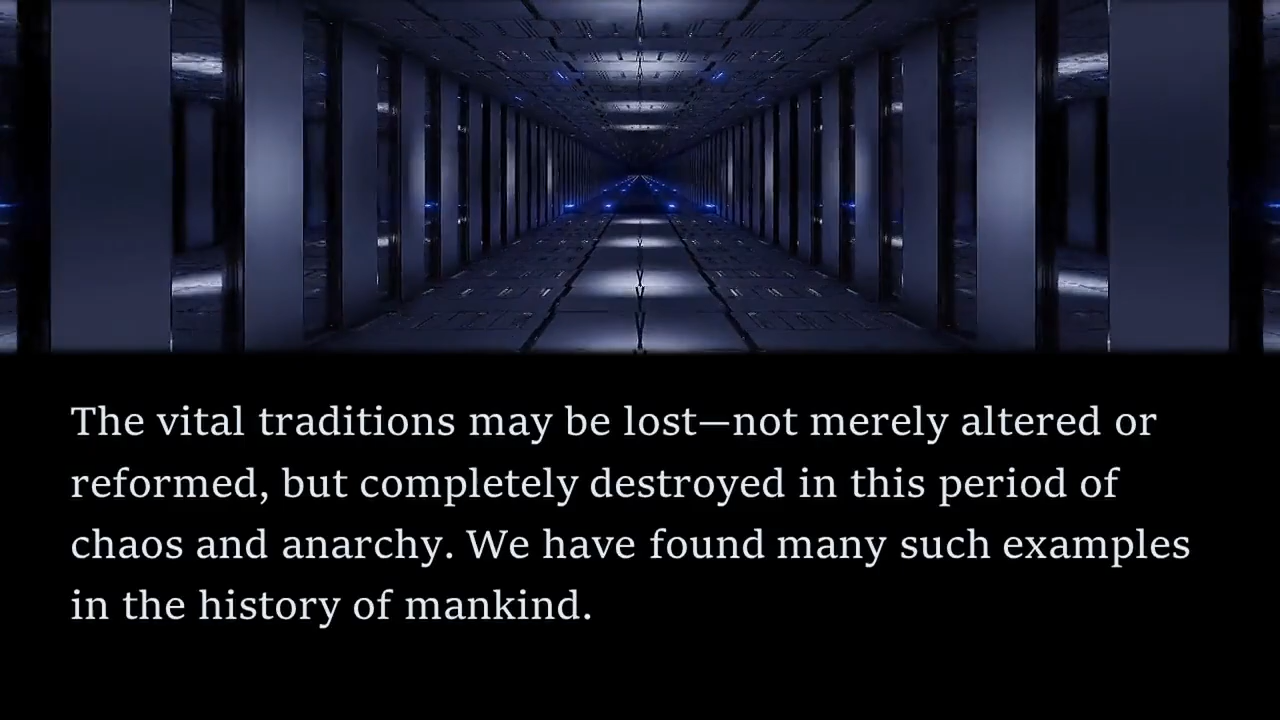 The vital traditions may be lost—not merely altered or
reformed, but completely destroyed in this period of
chaos and anarchy. We have found many such examples
in the history of mankind.